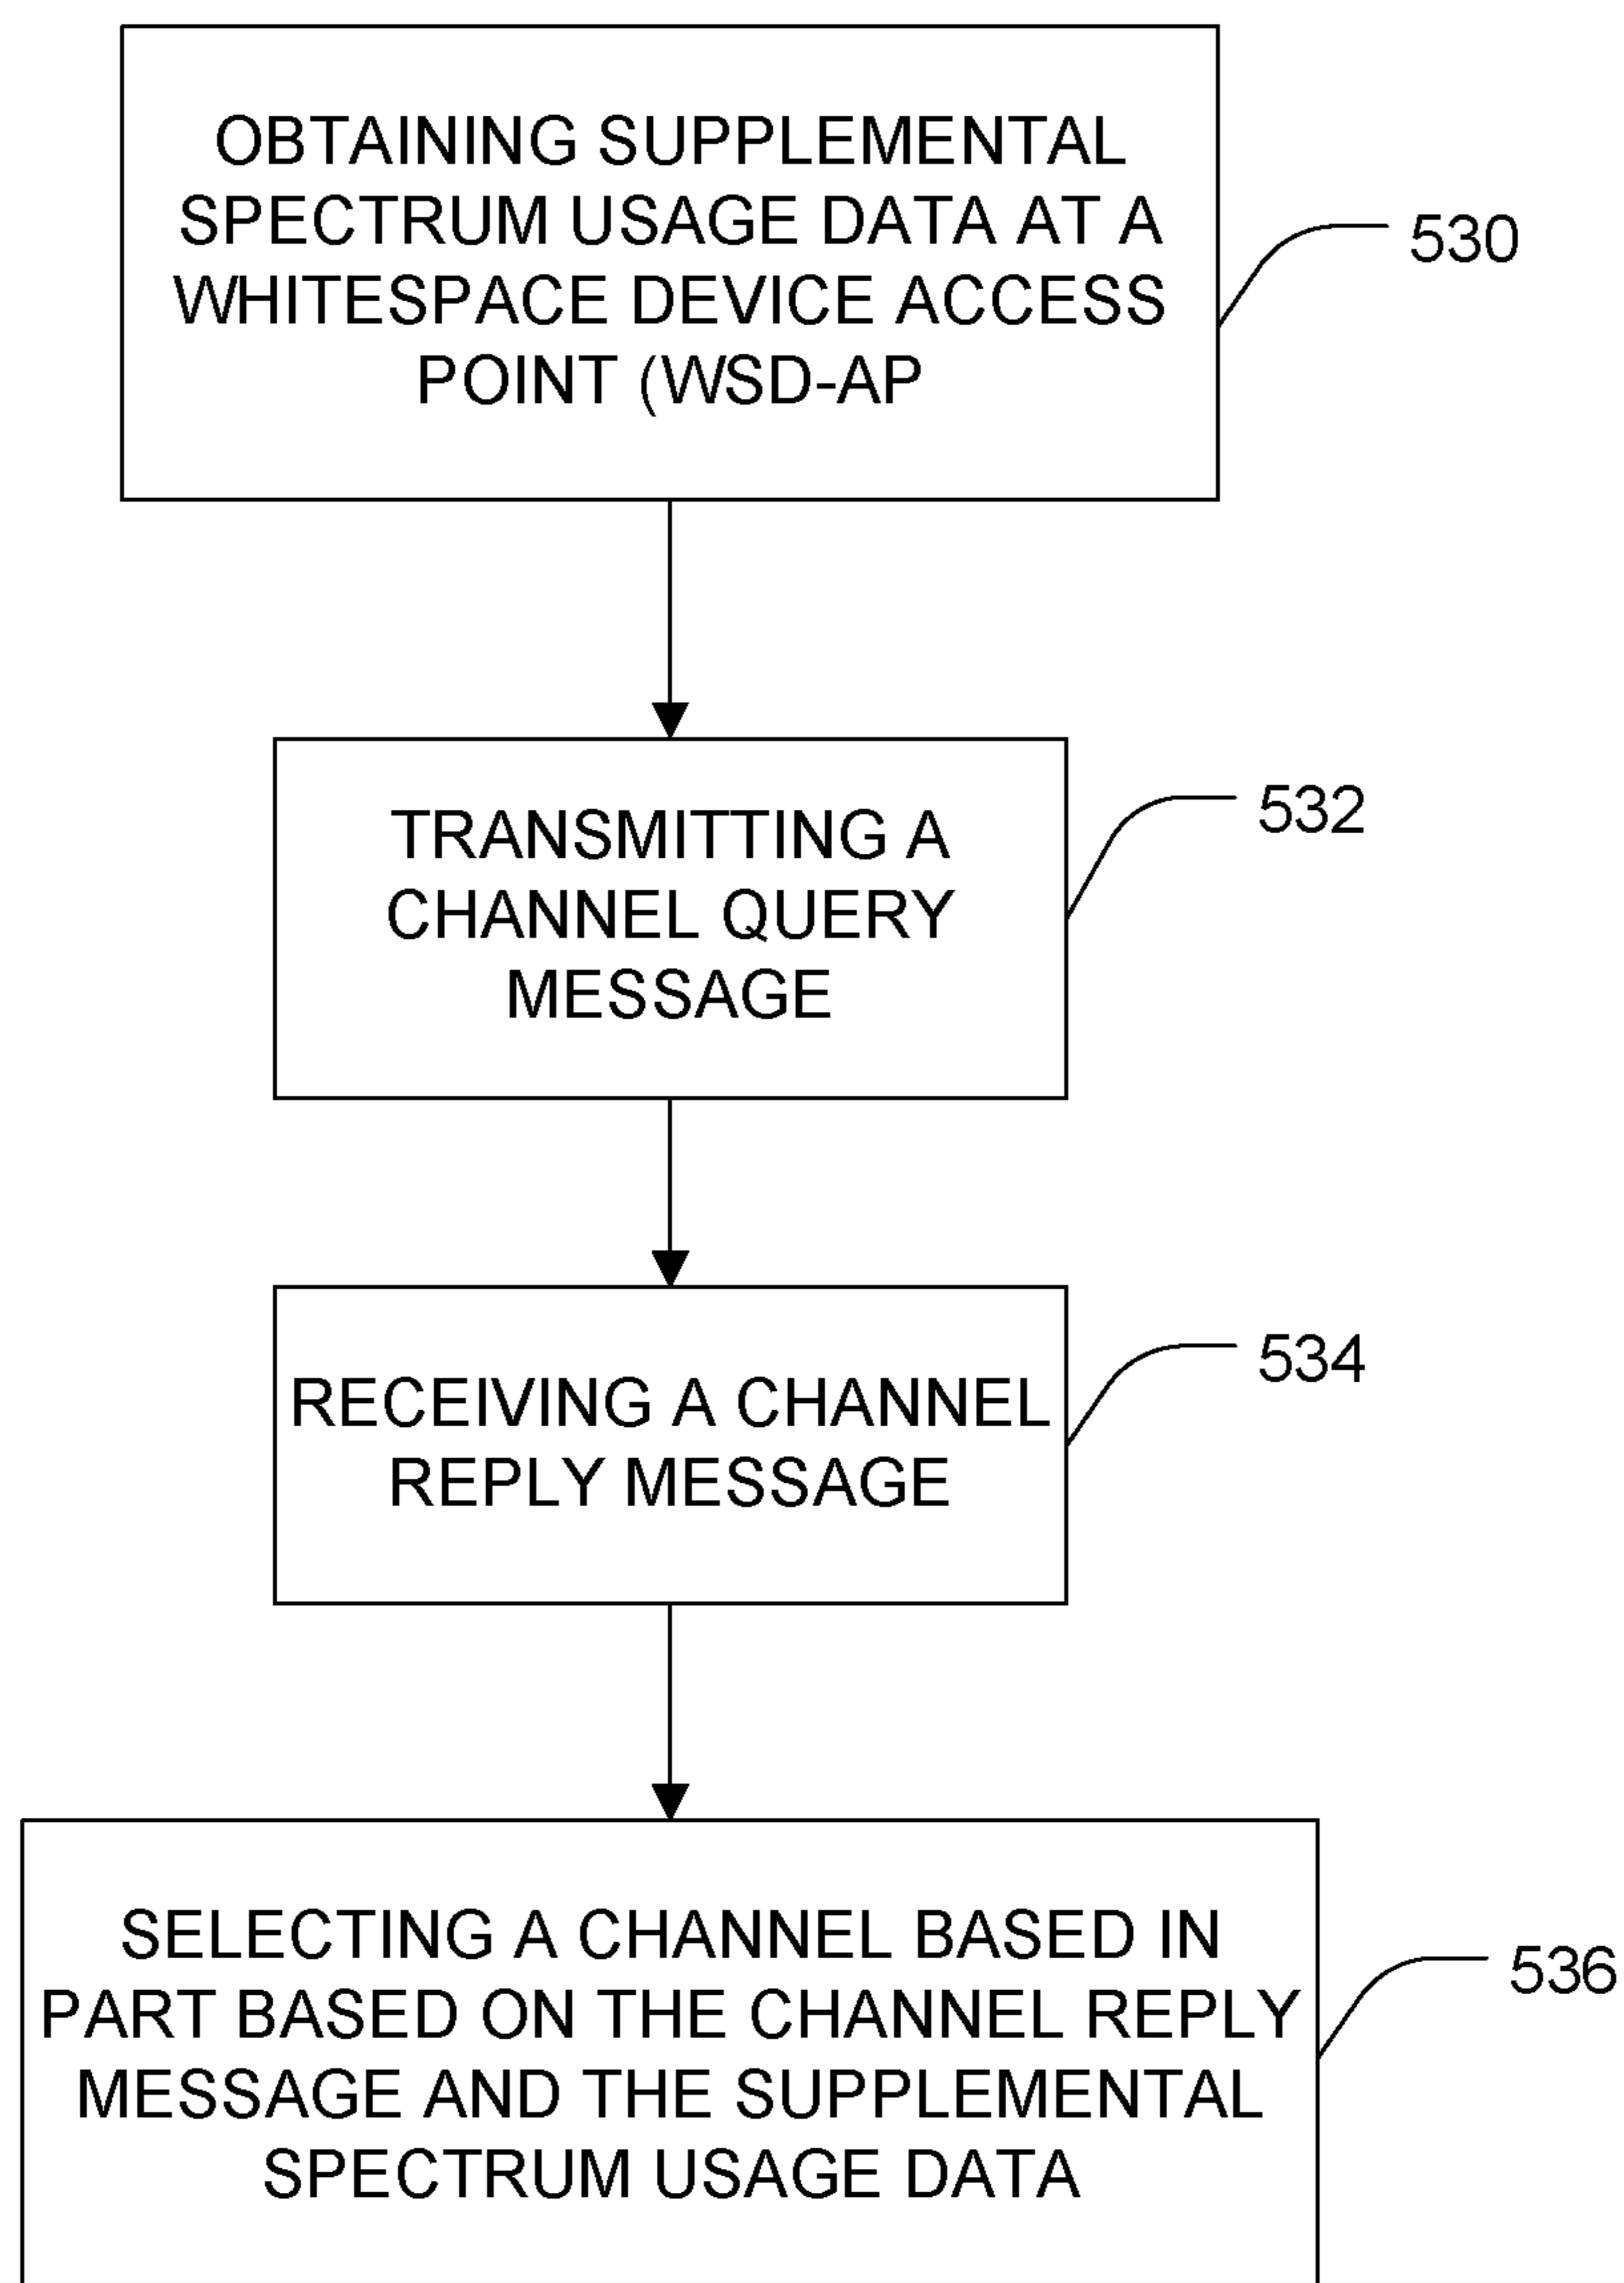 OBTAINING SUPPLEMENTAL
SPECTRUM USAGE DATA AT A
WHITESPACE DEVICE ACCESS
POINT (WSD-AP
530
TRANSMITTING A
CHANNEL QUERY
MESSAGE
532
RECEIVING A CHANNEL
REPLY MESSAGE
534
SELECTING A CHANNEL BASED IN
PART BASED ON THE CHANNEL REPLY
MESSAGE AND THE SUPPLEMENTAL
SPECTRUM USAGE DATA
536